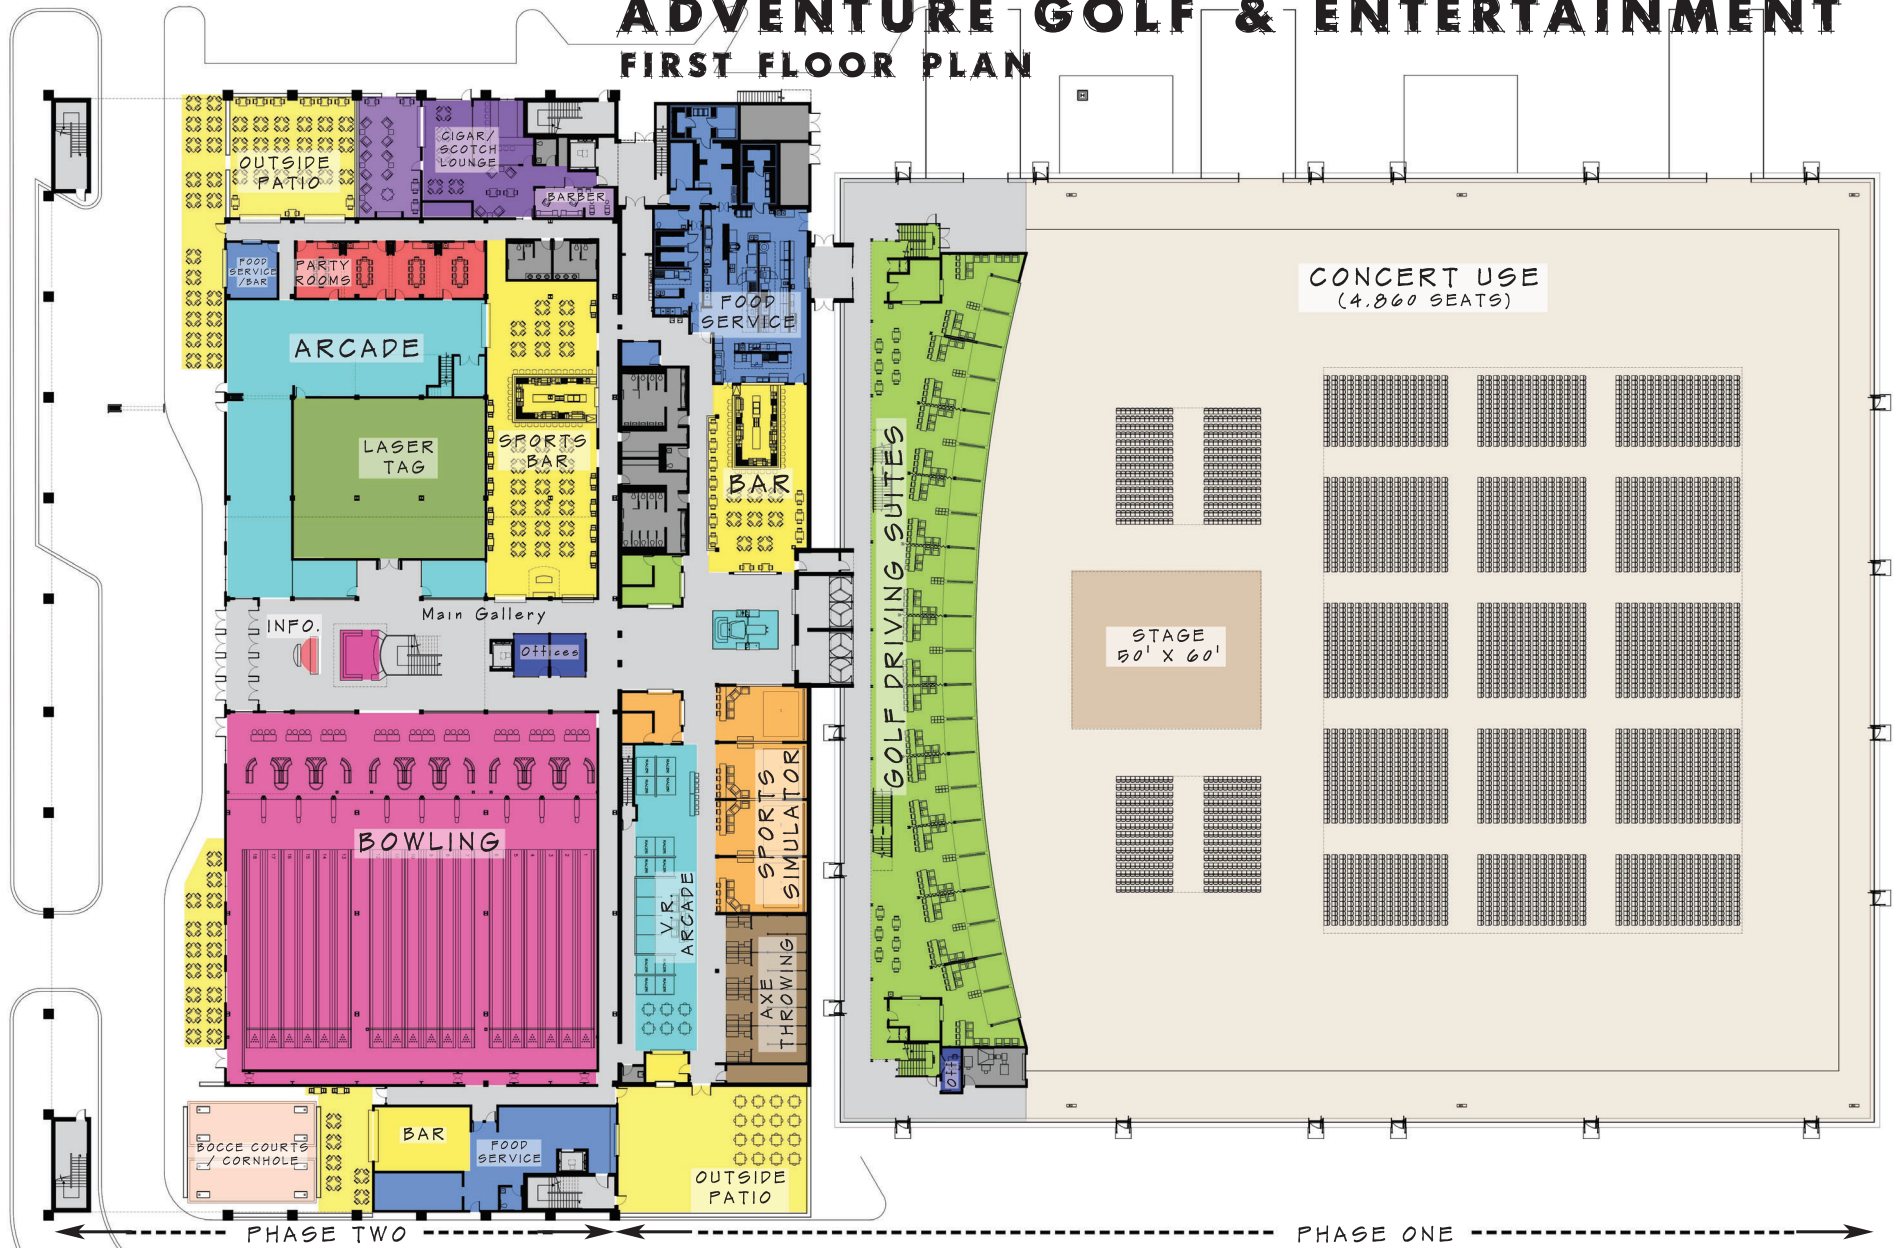 ADVENTURE GOLF & ENTERTAINMENT
FIRST FLOOR PLAN
OUTSIDE
PATIO
CIGAR/
SCOTCH
LOUNGE
BARBER
FOOD
SERVICE
/BAR
PARTY
ROOMS
FOOD
SERVICE
CONCERT USE
(4,860 SEATS)
ARCADE
LASER
TAG
SPORTS
BAR
BAR
GOLF DRIVING SUITES
Main Gallery
INFO.
Offices
STAGE
50' X 60'
BOWLING
SPORTS
SIMULATOR
V.R.
ARCADE
AXE
THROWING
Off
BOCCE COURTS
/ CORNHOLE
BAR
FOOD
SERVICE
OUTSIDE
PATIO
PHASE TWO
PHASE ONE